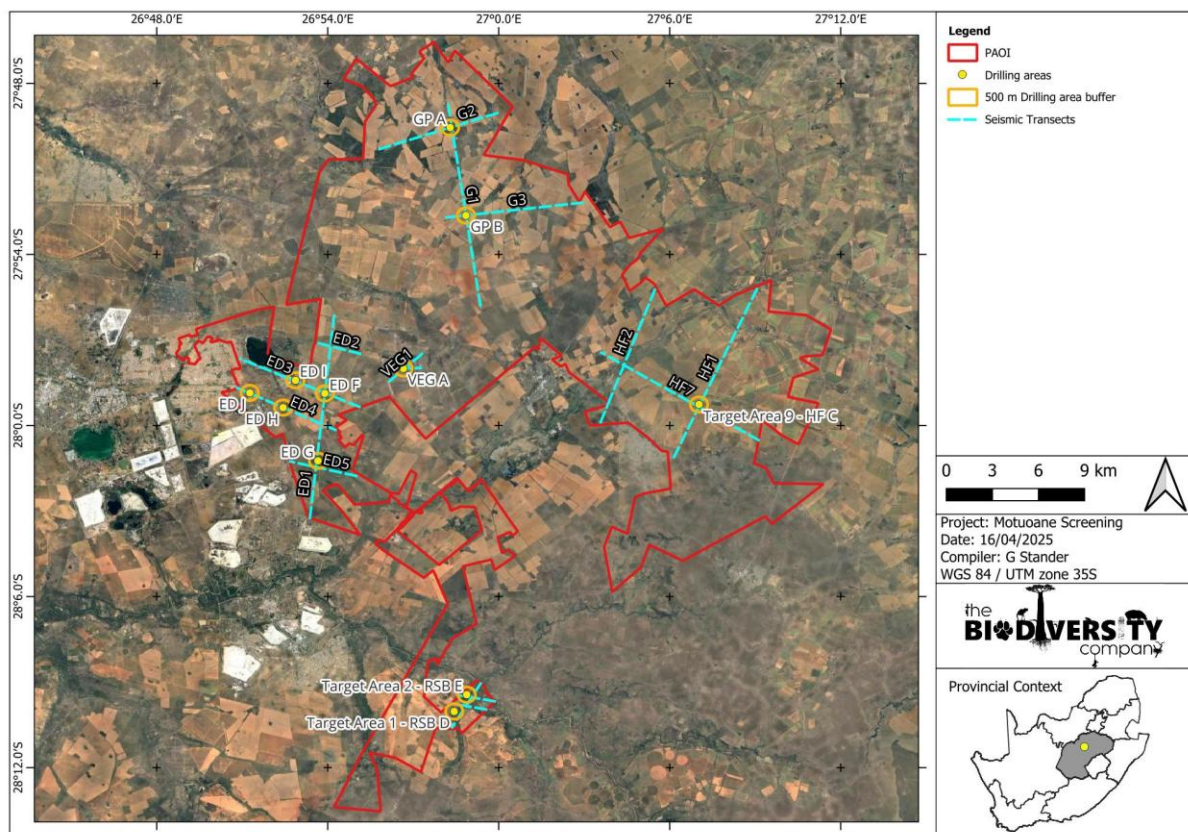 26°48.0'E 26°54.0'E 27°0.0'E 27°6.0'E 27°12.0'E
27°48.0'S
27°54.0'S
28°0.0'S
28°6.0'S
28°12.0'S
GP A
G2
G1
G3
GP B
ED2
ED3
ED I
VEG1
VEG A
ED F
ED J
ED H
ED4
ED G
ED5
ED1
HF2
HF1
HF7
Target Area 9 - HF C
Target Area 2 - RSB E
Target Area 1 - RSB D
Legend
PAOI
Drilling areas
500 m Drilling area buffer
Seismic Transects
0 3 6 9 km
Project: Motuoane Screening
Date: 16/04/2025
Compiler: G Stander
WGS 84 / UTM zone 35S
the
BIODIVERSITY
company
Provincial Context